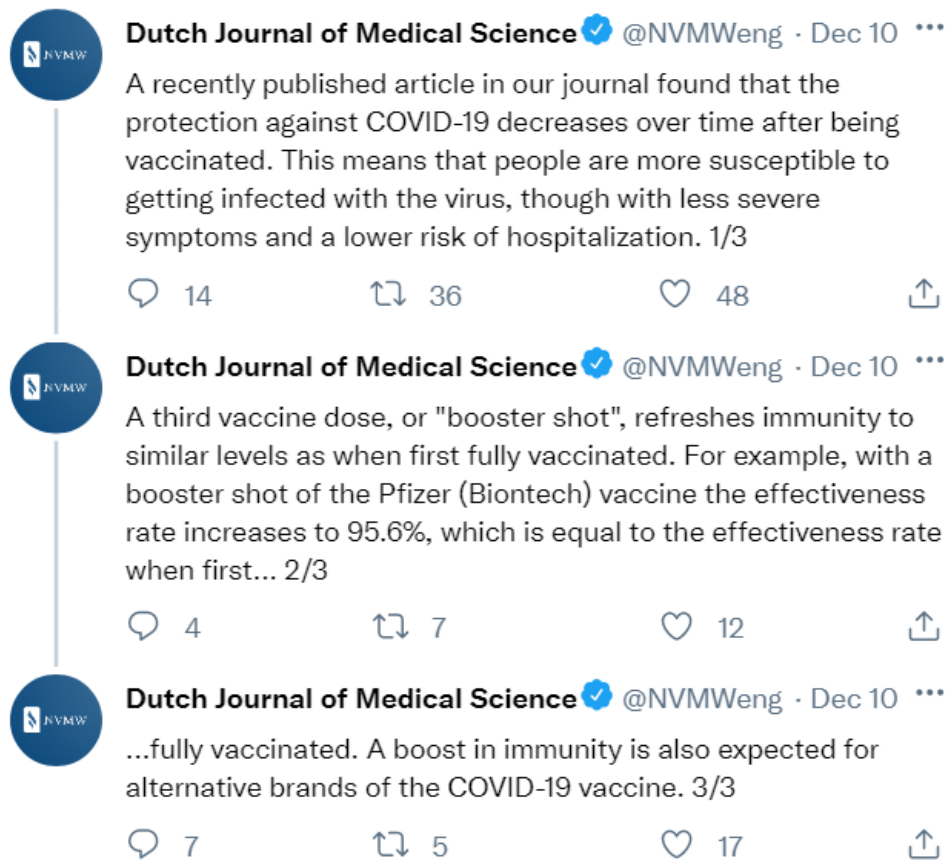 Dutch Journal of Medical Science @NVMWeng · Dec 10 ···
NVMW
A recently published article in our journal found that the
protection against COVID-19 decreases over time after being
vaccinated. This means that people are more susceptible to
getting infected with the virus, though with less severe
symptoms and a lower risk of hospitalization. 1/3
14 36 48
Dutch Journal of Medical Science @NVMWeng · Dec 10 ···
NVMW
A third vaccine dose, or "booster shot", refreshes immunity to
similar levels as when first fully vaccinated. For example, with a
booster shot of the Pfizer (Biontech) vaccine the effectiveness
rate increases to 95.6%, which is equal to the effectiveness rate
when first... 2/3
4 7 12
Dutch Journal of Medical Science @NVMWeng · Dec 10 ···
NVMW
...fully vaccinated. A boost in immunity is also expected for
alternative brands of the COVID-19 vaccine. 3/3
7 5 17